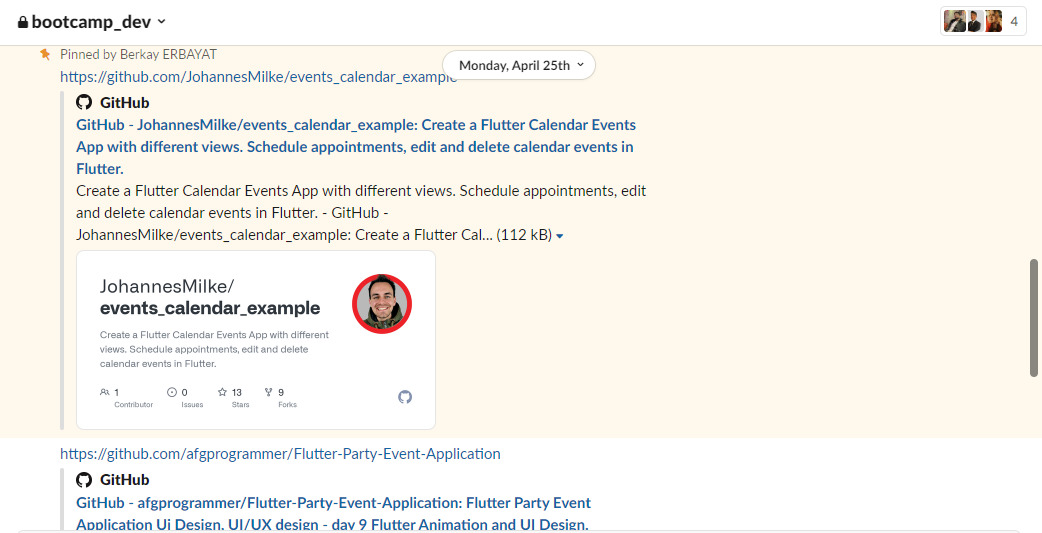 bootcamp_dev
4
Pinned by Berkay ERBAYAT
Monday, April 25th
https://github.com/JohannesMilke/events_calendar_example
GitHub
GitHub - JohannesMilke/events_calendar_example: Create a Flutter Calendar Events
App with different views. Schedule appointments, edit and delete calendar events in
Flutter.
Create a Flutter Calendar Events App with different views. Schedule appointments, edit
and delete calendar events in Flutter. - GitHub -
JohannesMilke/events_calendar_example: Create a Flutter Cal... (112 kB)
JohannesMilke/
events_calendar_example
Create a Flutter Calendar Events App with different
views. Schedule appointments, edit and delete
calendar events in Flutter.
1 0 13 9
Contributor Issues Stars Forks
https://github.com/afgprogrammer/Flutter-Party-Event-Application
GitHub
GitHub - afgprogrammer/Flutter-Party-Event-Application: Flutter Party Event
Application Ui Design, UI/UX design - day 9 Flutter Animation and UI Design.